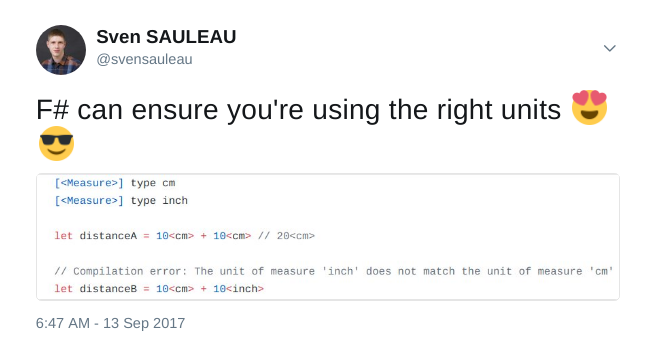 Sven SAULEAU
@svensauleau
F# can ensure you're using the right units 😍
😎
[<Measure>] type cm
[<Measure>] type inch
let distanceA = 10<cm> + 10<cm> // 20<cm>
// Compilation error: The unit of measure 'inch' does not match the unit of measure 'cm'
let distanceB = 10<cm> + 10<inch>
6:47 AM - 13 Sep 2017